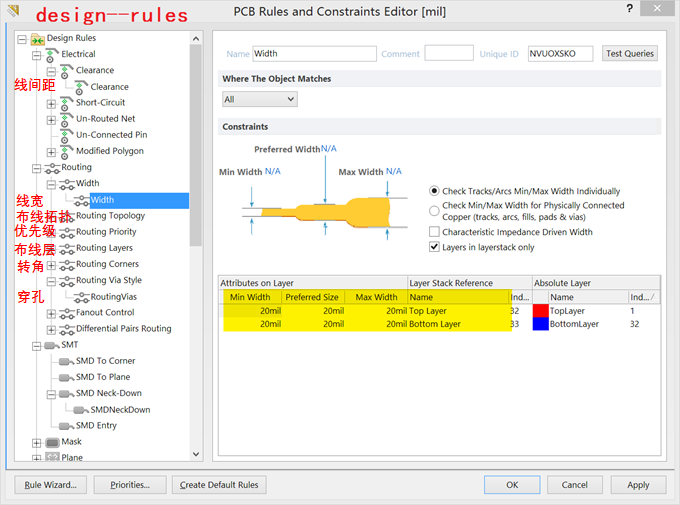 design--rules
PCB Rules and Constraints Editor [mil]
?
Design Rules
Electrical
Clearance
线间距
Clearance
Short-Circuit
Un-Routed Net
Un-Connected Pin
Modified Polygon
Routing
Width
线宽
Width
布线拓扑
Routing Topology
优先级
Routing Priority
布线层
Routing Layers
转角
Routing Corners
Routing Via Style
穿孔
RoutingVias
Fanout Control
Differential Pairs Routing
SMT
SMD To Corner
SMD To Plane
SMD Neck-Down
SMDNeckDown
SMD Entry
Mask
Plane
Name Width Comment Unique ID NVUOXSKO Test Queries
Where The Object Matches
All
Constraints
Preferred Width N/A
Min Width N/A Max Width N/A
Check Tracks/Arcs Min/Max Width Individually
Check Min/Max Width for Physically Connected
Copper (tracks, arcs, fills, pads & vias)
Characteristic Impedance Driven Width
Layers in layerstack only
Attributes on Layer Layer Stack Reference Absolute Layer
Min Width Preferred Size Max Width Name Ind... Name Ind...
20mil 20mil 20mil Top Layer 32 TopLayer 1
20mil 20mil 20mil Bottom Layer 33 BottomLayer 32
Rule Wizard... Priorities... Create Default Rules OK Cancel Apply